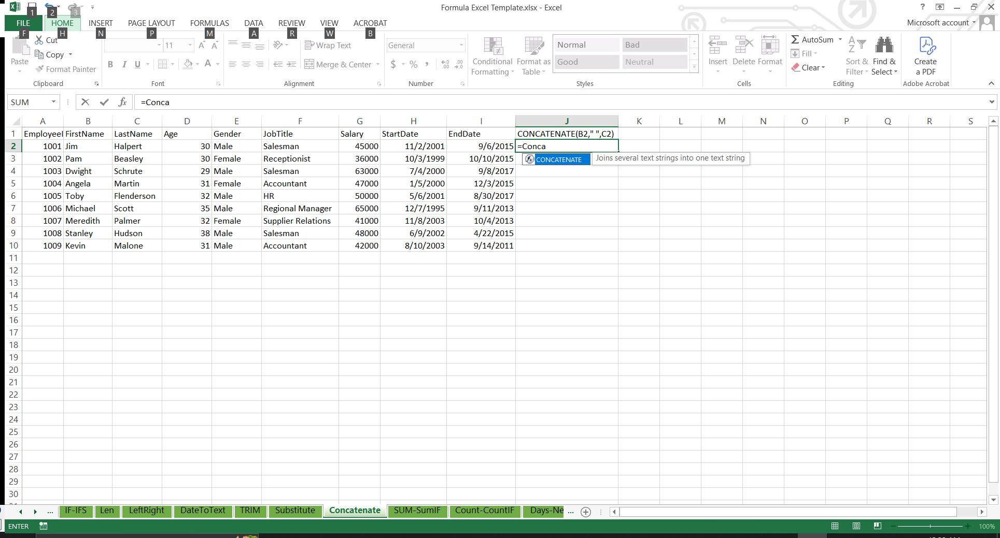 1 2 3
Formula Excel Template.xlsx - Excel
?
FILE HOME INSERT PAGE LAYOUT FORMULAS DATA REVIEW VIEW ACROBAT
Microsoft account
F H N P M A R W B
Cut
Copy
Format Painter
Paste
Clipboard
11
A A
B I U
A
Font
Wrap Text
Merge & Center
Alignment
General
$ % ,
.0 .00
.00 .0
Number
Conditional Formatting
Format as Table
Normal Bad
Good Neutral
Styles
Insert Delete Format
Cells
AutoSum
Fill
Clear
Sort & Filter
Find & Select
Editing
Create a PDF
Adobe Acrobat
SUM fx =Conca
A B C D E F G H I J K L M N O P Q R S
1 EmployeeI FirstName LastName Age Gender JobTitle Salary StartDate EndDate CONCATENATE(B2," ",C2)
2 1001 Jim Halpert 30 Male Salesman 45000 11/2/2001 9/6/2015 =Conca
3 1002 Pam Beasley 30 Female Receptionist 36000 10/3/1999 10/10/2015
CONCATENATE Joins several text strings into one text string
4 1003 Dwight Schrute 29 Male Salesman 63000 7/4/2000 9/8/2017
5 1004 Angela Martin 31 Female Accountant 47000 1/5/2000 12/3/2015
6 1005 Toby Flenderson 32 Male HR 50000 5/6/2001 8/30/2017
7 1006 Michael Scott 35 Male Regional Manager 65000 12/7/1995 9/11/2013
8 1007 Meredith Palmer 32 Female Supplier Relations 41000 11/8/2003 10/4/2013
9 1008 Stanley Hudson 38 Male Salesman 48000 6/9/2002 4/22/2015
10 1009 Kevin Malone 31 Male Accountant 42000 8/10/2003 9/14/2011
11
12
13
14
15
16
17
18
19
20
21
22
23
24
25
26
27
28
29
30
... IF-IFS Len LeftRight DateToText TRIM Substitute Concatenate SUM-SumIF Count-CountIF Days-Ne ...
ENTER 100%